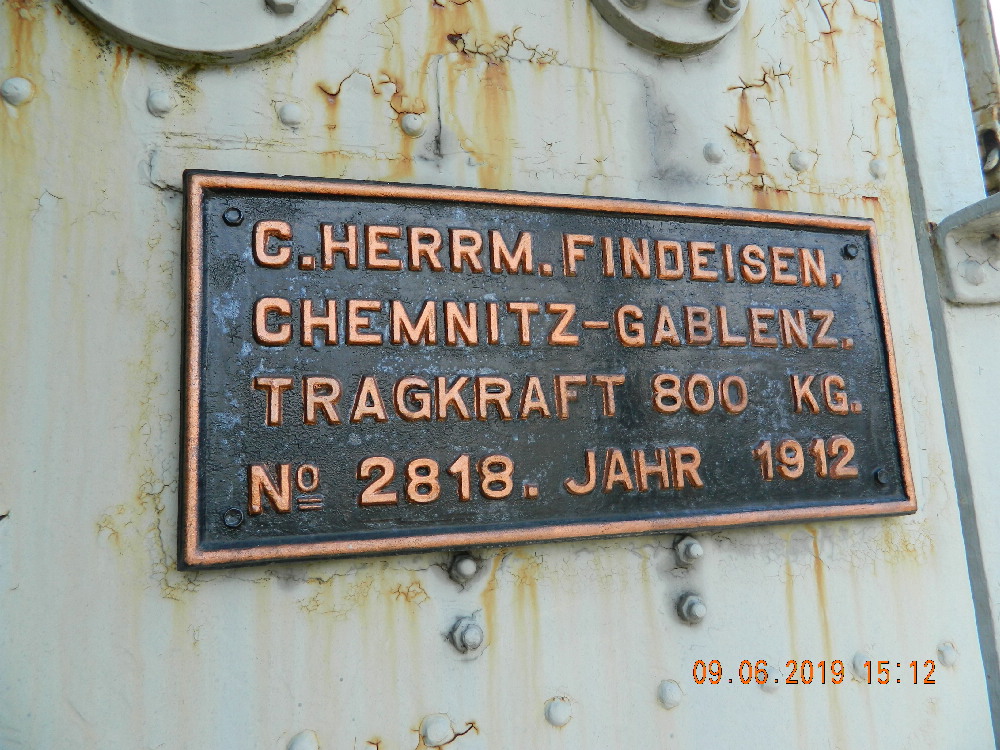 C. HERRM. FINDEISEN,
CHEMNITZ-GABLENZ.
TRAGKRAFT 800 KG.
Nº 2818. JAHR 1912
09.06.2019 15:12